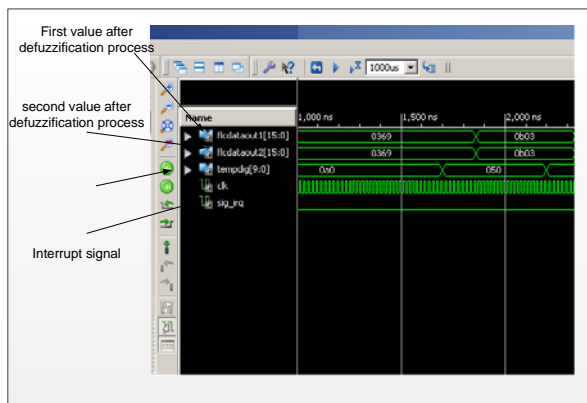 First value after
defuzzification process
1000us
second value after
defuzzification process
Name
1,000 ns
1,500 ns
2,000 ns
flcdataout1[15:0]
0369
0b03
flcdataout2[15:0]
0369
0b03
tempdg[9:0]
0a0
050
clk
sig_irq
Interrupt signal